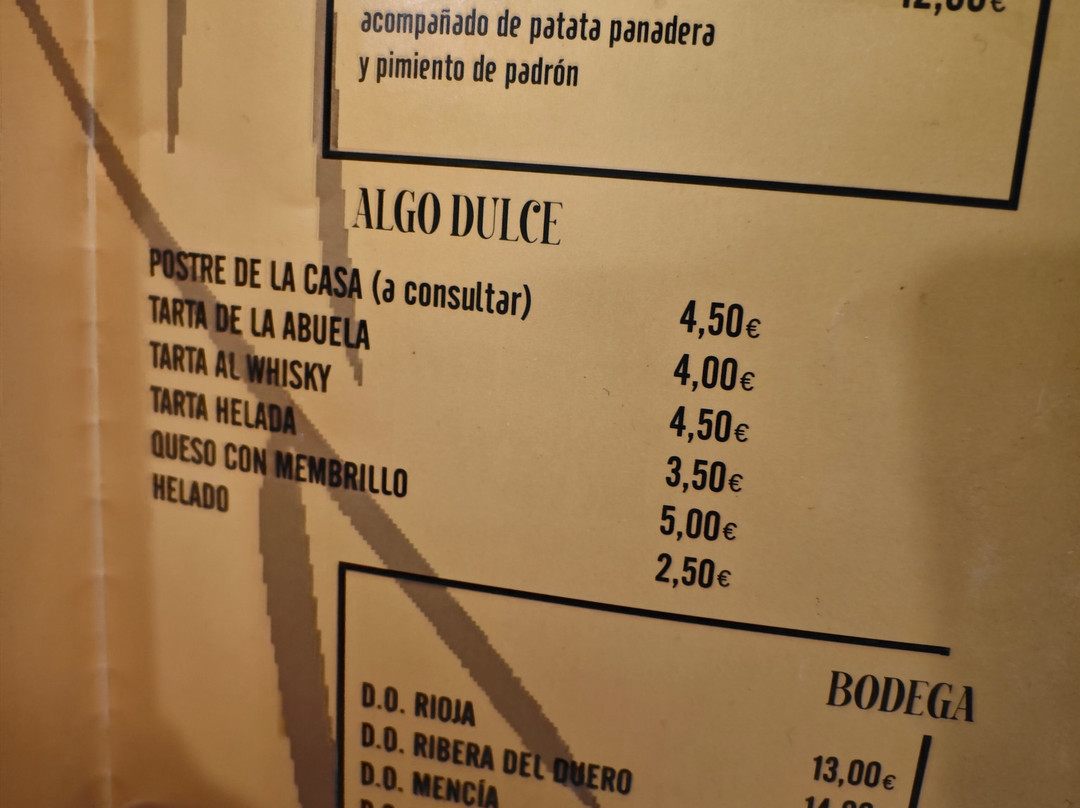 acompañado de patata panadera
y pimiento de padrón
ALGO DULCE
POSTRE DE LA CASA (a consultar) 4,50€
TARTA DE LA ABUELA 4,00€
TARTA AL WHISKY 4,50€
TARTA HELADA 3,50€
QUESO CON MEMBRILLO 5,00€
HELADO 2,50€
BODEGA
D.O. RIOJA 13,00€
D.O. RIBERA DEL DUERO
D.O. MENCÍA